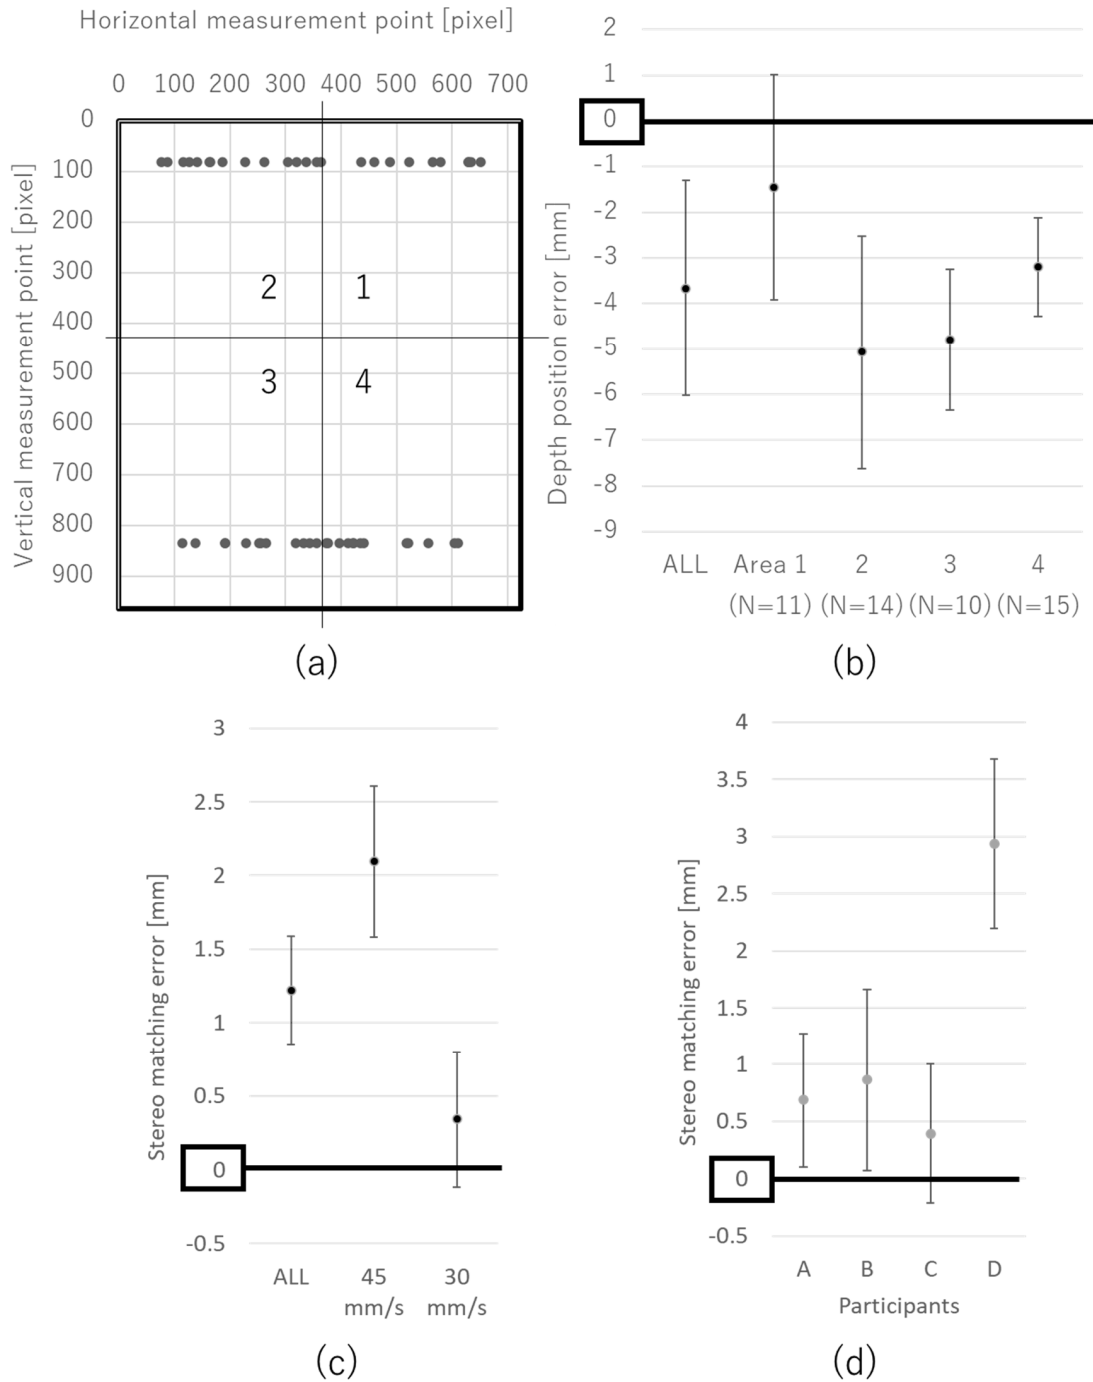 Horizontal measurement point [pixel]
0 100 200 300 400 500 600 700
Vertical measurement point [pixel]
0
100
200
300
400
500
600
700
800
900
2 1
3 4
(a)
Depth position error [mm]
2
1
0
-1
-2
-3
-4
-5
-6
-7
-8
-9
ALL Area 1 2 3 4
(N=11) (N=14) (N=10) (N=15)
(b)
Stereo matching error [mm]
3
2.5
2
1.5
1
0.5
0
-0.5
ALL 45 30
mm/s mm/s
(c)
Stereo matching error [mm]
4
3.5
3
2.5
2
1.5
1
0.5
0
-0.5
A B C D
Participants
(d)